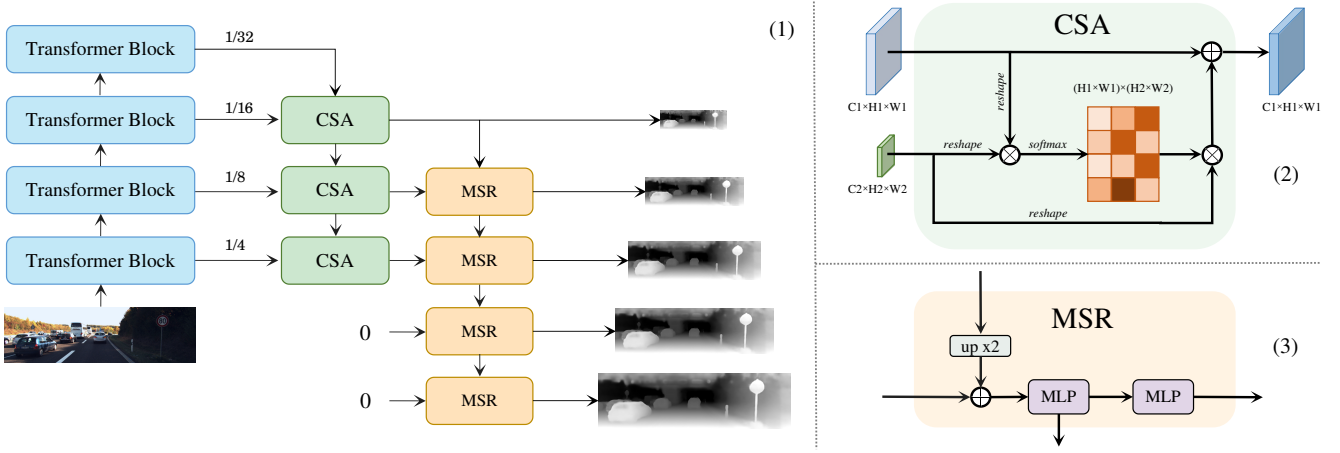 (1)
Transformer Block
1/32
Transformer Block
1/16
CSA
Transformer Block
1/8
CSA
MSR
Transformer Block
1/4
CSA
MSR
0
MSR
0
MSR
CSA
C1×H1×W1
reshape
(H1×W1)×(H2×W2)
C1×H1×W1
reshape
softmax
C2×H2×W2
(2)
reshape
MSR
up x2
(3)
MLP
MLP